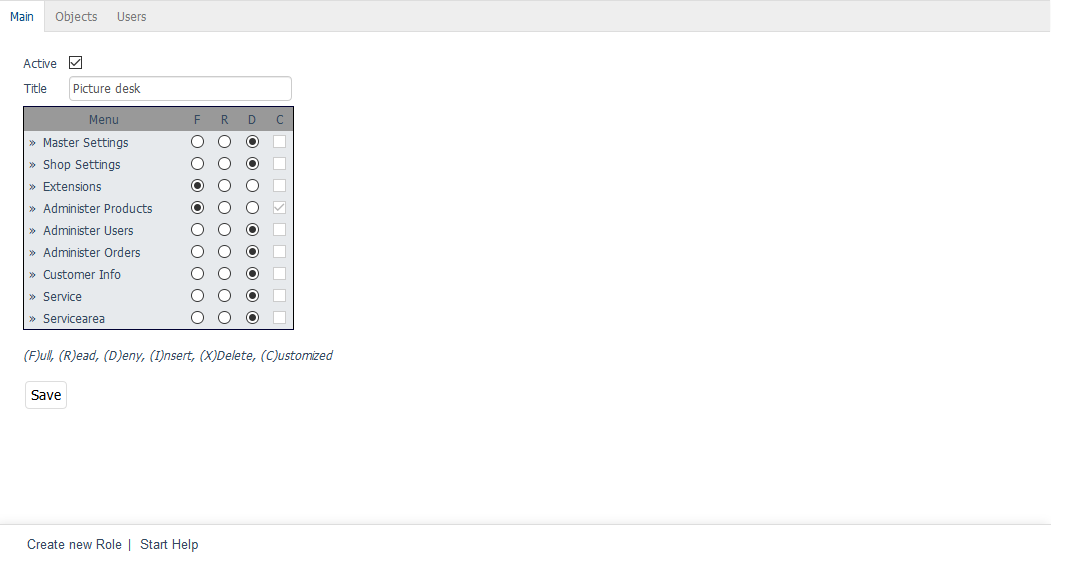 Main Objects Users
Active
Title Picture desk
Menu F R D C
» Master Settings
» Shop Settings
» Extensions
» Administer Products
» Administer Users
» Administer Orders
» Customer Info
» Service
» Servicearea
(F)ull, (R)ead, (D)eny, (I)nsert, (X)Delete, (C)ustomized
Save
Create new Role | Start Help